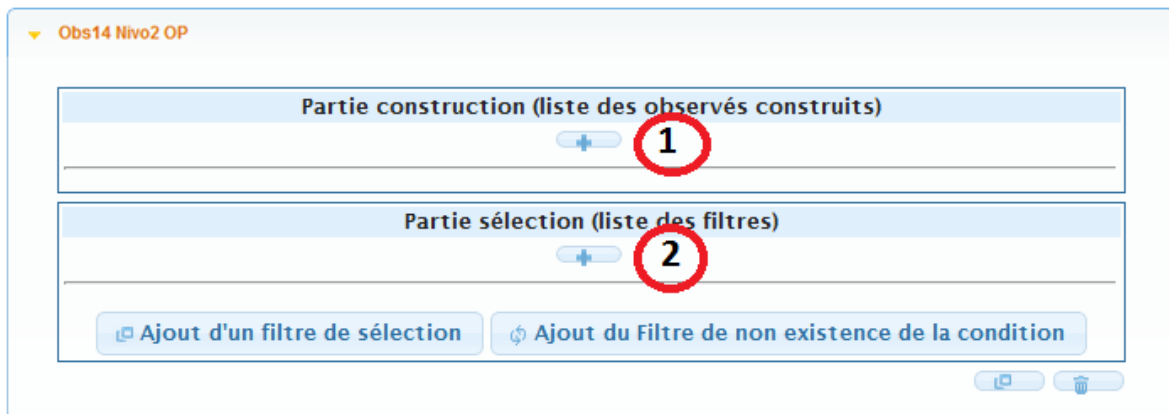 Obs14 Nivo2 OP
Partie construction (liste des observés construits)
1
Partie sélection (liste des filtres)
2
Ajout d'un filtre de sélection
Ajout du Filtre de non existence de la condition